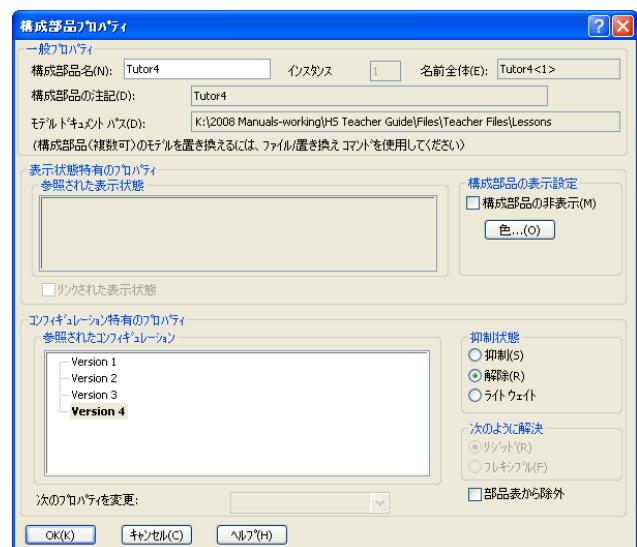 構成部品ﾌﾟﾛﾊﾟﾃｨ
一般ﾌﾟﾛﾊﾟﾃｨ
構成部品名(N): Tutor4 インスタンス 1 名前全体(E): Tutor4<1>
構成部品の注記(D): Tutor4
ﾓﾃﾞﾙ ﾄﾞｷｭﾒﾝﾄ ﾊﾟｽ(D): K:\2008 Manuals-working\HS Teacher Guide\Files\Teacher Files\Lessons
(構成部品(複数可)のﾓﾃﾞﾙを置き換えるには、ファイル/置き換え ｺﾏﾝﾄﾞを使用してください)
表示状態特有のﾌﾟﾛﾊﾟﾃｨ
参照された表示状態
リンクされた表示状態
構成部品の表示設定
構成部品の非表示(M)
色...(O)
ｺﾝﾌｨｷﾞｭﾚｰｼｮﾝ特有のﾌﾟﾛﾊﾟﾃｨ
参照されたｺﾝﾌｨｷﾞｭﾚｰｼｮﾝ
Version 1
Version 2
Version 3
Version 4
次のﾌﾟﾛﾊﾟﾃｨを変更:
抑制状態
抑制(S)
解除(R)
ライト ウェイト
次のように解決
ﾘｼﾞｯﾄﾞ(R)
ﾌﾚｷｼﾌﾞﾙ(F)
部品表から除外
OK(K) ｷｬﾝｾﾙ(C) ﾍﾙﾌﾟ(H)